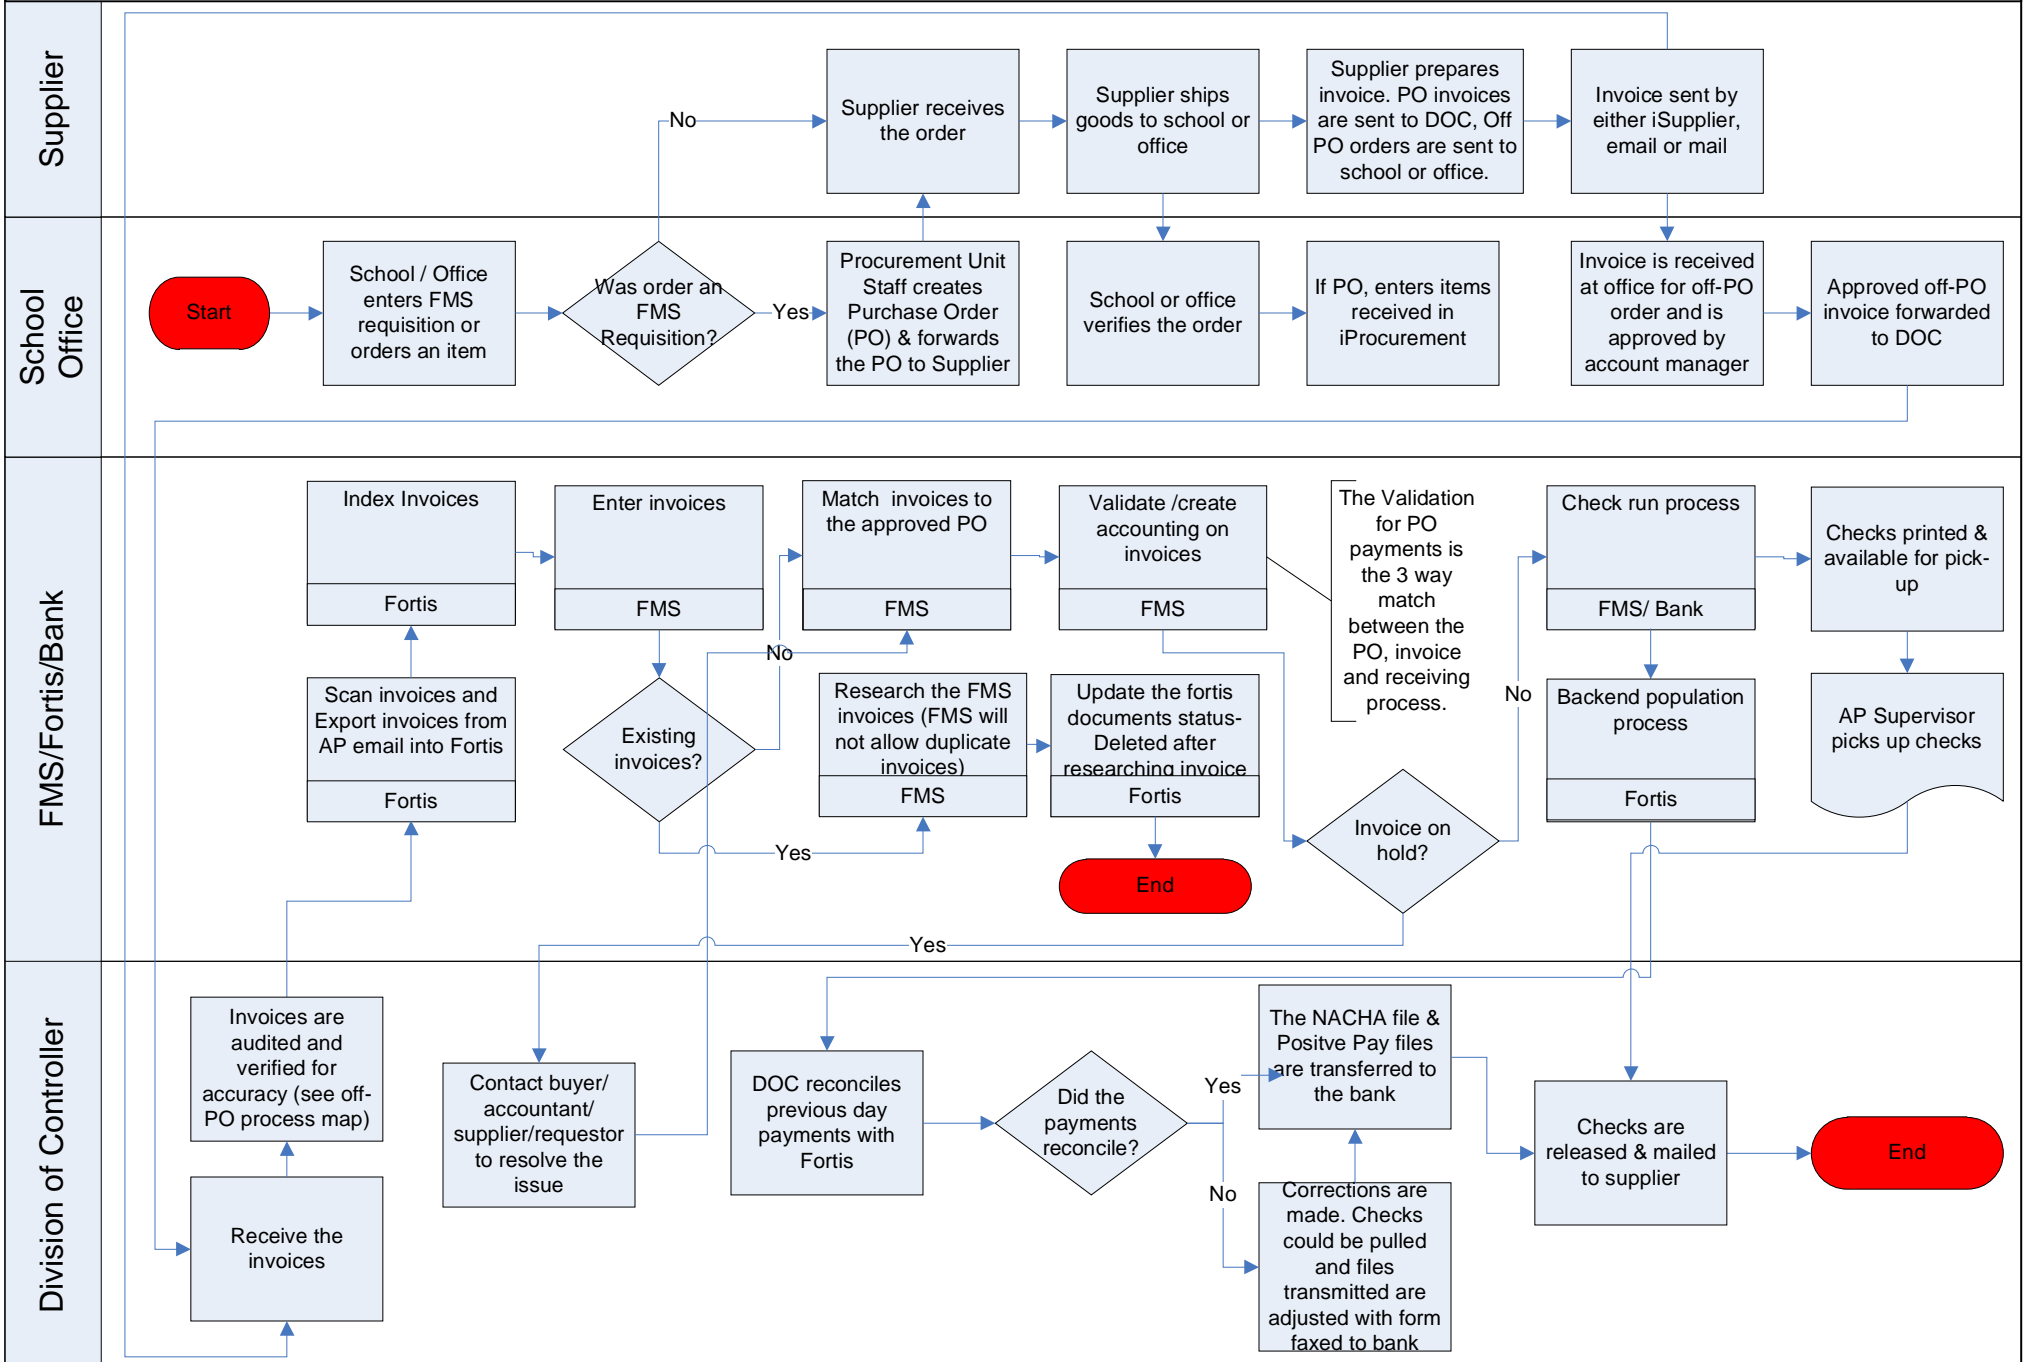 Supplier
No
Supplier receives
the order
Supplier ships
goods to school or
office
Supplier prepares
invoice. PO invoices
are sent to DOC, Off
PO orders are sent to
school or office.
Invoice sent by
either iSupplier,
email or mail
School
Office
Start
School / Office
enters FMS
requisition or
orders an item
Was order an
FMS
Requisition?
Yes
Procurement Unit
Staff creates
Purchase Order
(PO) & forwards
the PO to Supplier
School or office
verifies the order
If PO, enters items
received in
iProcurement
Invoice is received
at office for off-PO
order and is
approved by
account manager
Approved off-PO
invoice forwarded
to DOC
FMS/Fortis/Bank
Index Invoices
Fortis
Enter invoices
FMS
Match  invoices to
the approved PO
FMS
Validate /create
accounting on
invoices
FMS
The Validation
for PO
payments is
the 3 way
match
between the
PO, invoice
and receiving
process.
Check run process
FMS/ Bank
Checks printed &
available for pick-
up
No
Scan invoices and
Export invoices from
AP email into Fortis
Fortis
Existing
invoices?
Research the FMS
invoices (FMS will
not allow duplicate
invoices)
FMS
Update the fortis
documents status-
Deleted after
researching invoice
Fortis
No
Backend population
process
Fortis
AP Supervisor
picks up checks
Yes
Invoice on
hold?
End
Yes
Division of Controller
Invoices are
audited and
verified for
accuracy (see off-
PO process map)
Contact buyer/
accountant/
supplier/requestor
to resolve the
issue
DOC reconciles
previous day
payments with
Fortis
Did the
payments
reconcile?
Yes
The NACHA file &
Positve Pay files
are transferred to
the bank
Checks are
released & mailed
to supplier
End
No
Receive the
invoices
Corrections are
made. Checks
could be pulled
and files
transmitted are
adjusted with form
faxed to bank